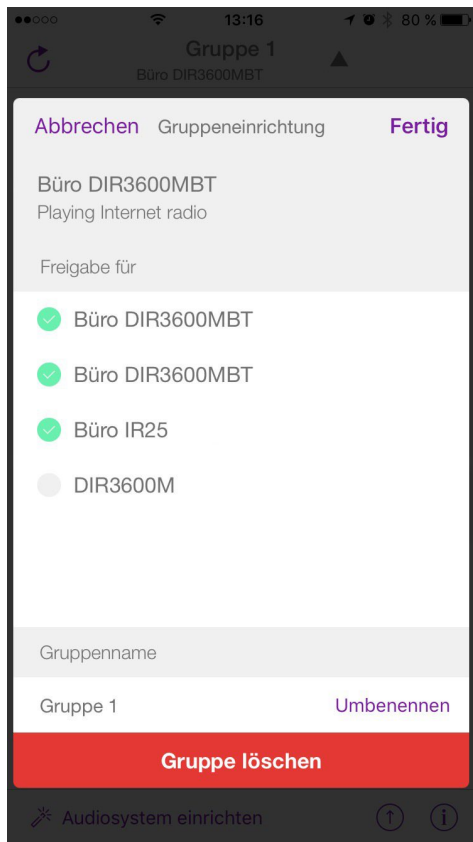 13:16
80 %
Gruppe 1
Büro DIR3600MBT
Abbrechen Gruppeneinrichtung Fertig
Büro DIR3600MBT
Playing Internet radio
Freigabe für
Büro DIR3600MBT
Büro DIR3600MBT
Büro IR25
DIR3600M
Gruppenname
Gruppe 1 Umbenennen
Gruppe löschen
Audiosystem einrichten